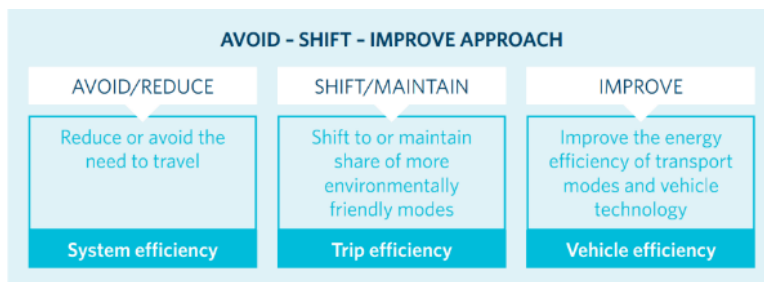 AVOID – SHIFT – IMPROVE APPROACH
AVOID/REDUCE
Reduce or avoid the
need to travel
System efficiency
SHIFT/MAINTAIN
Shift to or maintain
share of more
environmentally
friendly modes
Trip efficiency
IMPROVE
Improve the energy
efficiency of transport
modes and vehicle
technology
Vehicle efficiency